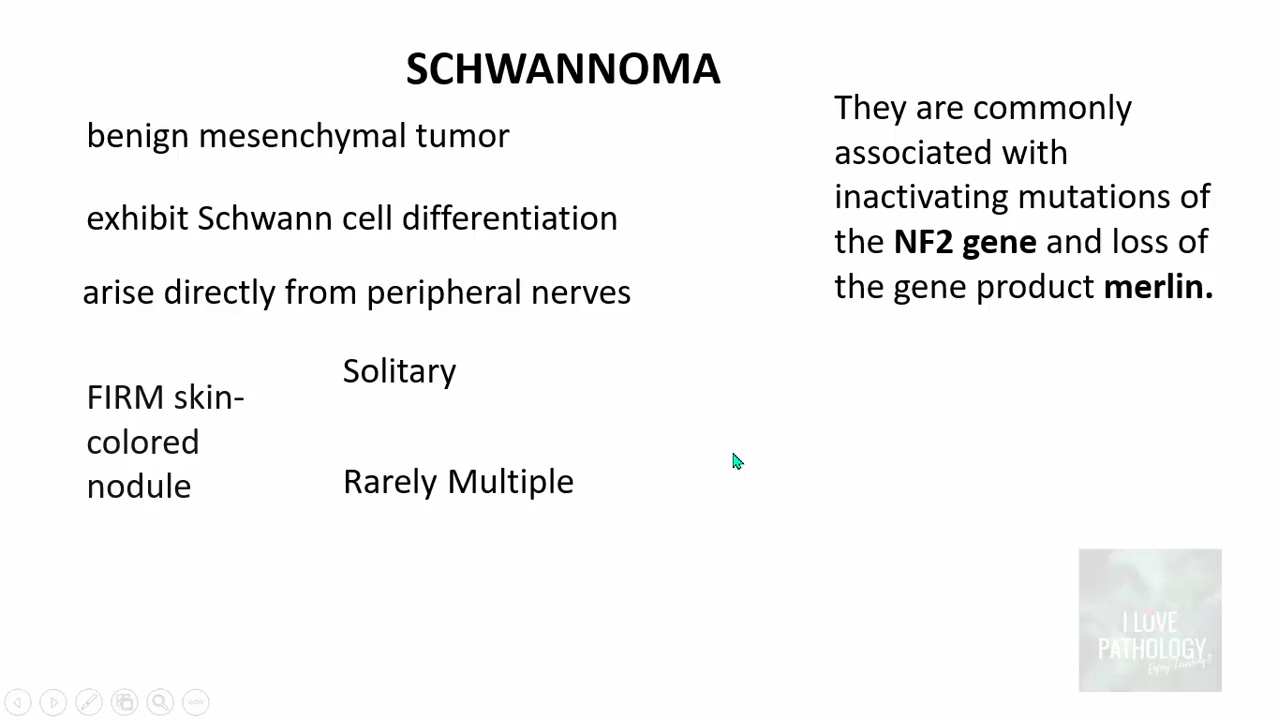 SCHWANNOMA
benign mesenchymal tumor
exhibit Schwann cell differentiation
arise directly from peripheral nerves
FIRM skin-
colored
nodule
Solitary
Rarely Multiple
They are commonly
associated with
inactivating mutations of
the NF2 gene and loss of
the gene product merlin.
I LOVE
PATHOLOGY
Enjoy Learning!!